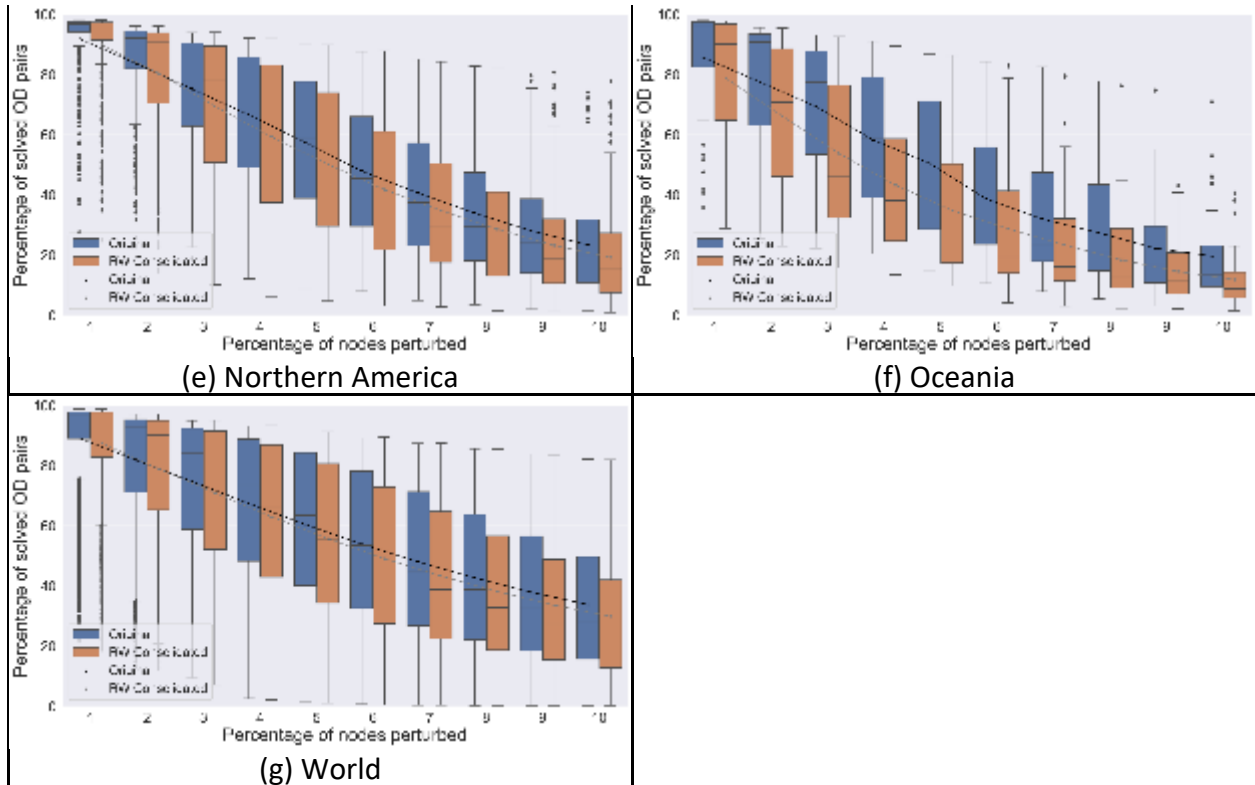 100
80
60
40
20
0
Percentage of solved OD pairs
Original
RW Consolidated
Original
RW Consolidated
1 2 3 4 5 6 7 8 9 10
Percentage of nodes perturbed
(e) Northern America
100
80
60
40
20
0
Percentage of solved OD pairs
Original
RW Consolidated
Original
RW Consolidated
1 2 3 4 5 6 7 8 9 10
Percentage of nodes perturbed
(f) Oceania
100
80
60
40
20
0
Percentage of solved OD pairs
Original
RW Consolidated
Original
RW Consolidated
1 2 3 4 5 6 7 8 9 10
Percentage of nodes perturbed
(g) World